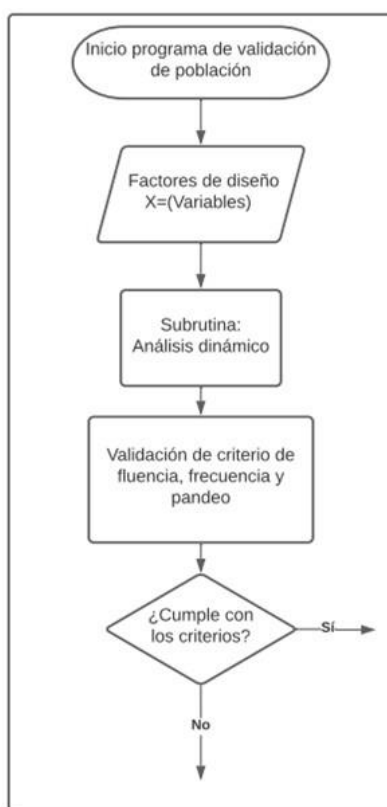 Inicio programa de validación
de población
Factores de diseño
X=(Variables)
Subrutina:
Análisis dinámico
Validación de criterio de
fluencia, frecuencia y
pandeo
¿Cumple con
los criterios?
Sí
No